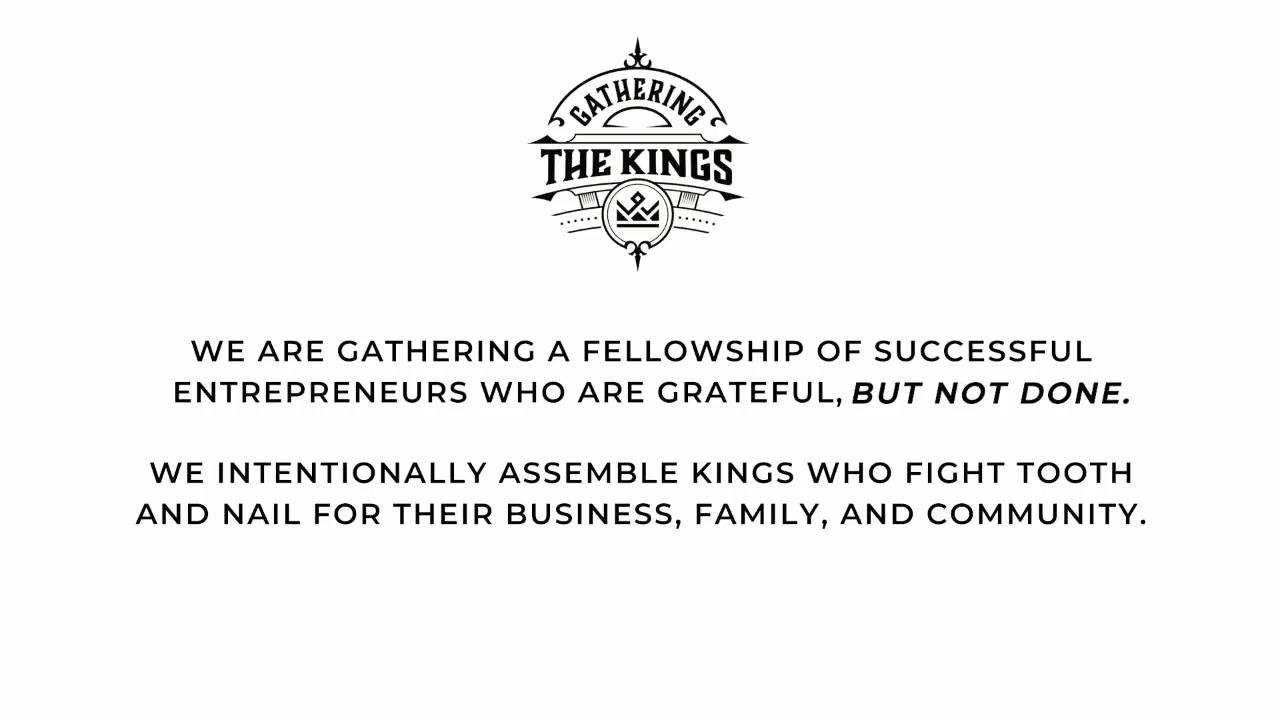 GATHERING
THE KINGS
WE ARE GATHERING A FELLOWSHIP OF SUCCESSFUL
ENTREPRENEURS WHO ARE GRATEFUL, BUT NOT DONE.
WE INTENTIONALLY ASSEMBLE KINGS WHO FIGHT TOOTH
AND NAIL FOR THEIR BUSINESS, FAMILY, AND COMMUNITY.